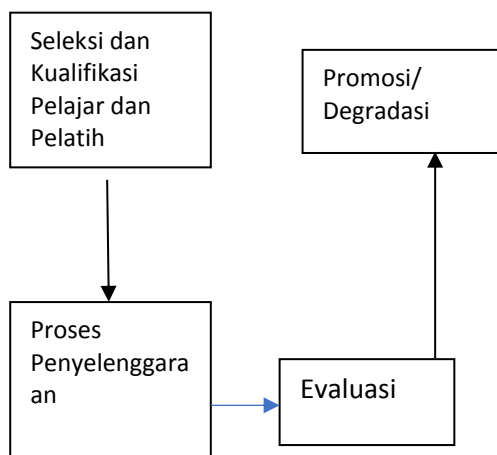 Seleksi dan
Kualifikasi
Pelajar dan
Pelatih
Promosi/
Degradasi
Proses
Penyelenggara
an
Evaluasi